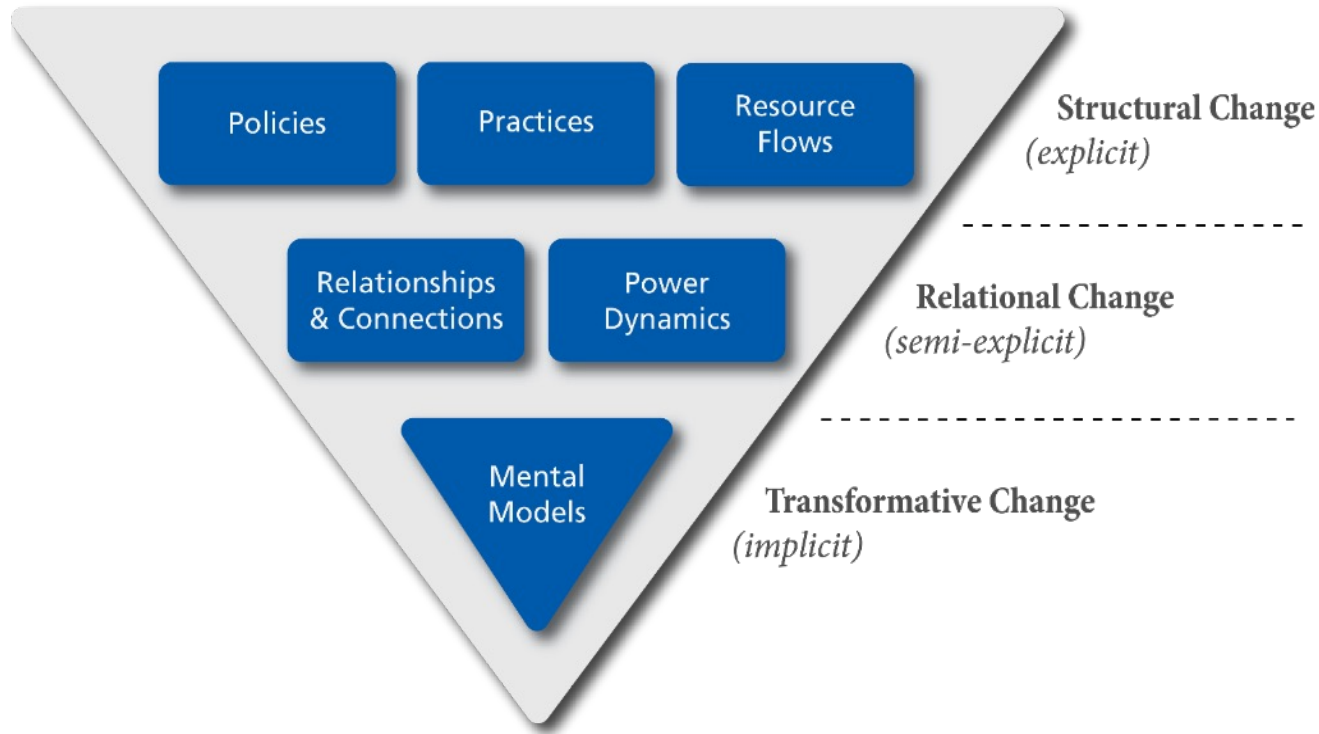 Policies
Practices
Resource
Flows
Structural Change
(explicit)
Relationships
& Connections
Power
Dynamics
Relational Change
(semi-explicit)
Mental
Models
Transformative Change
(implicit)